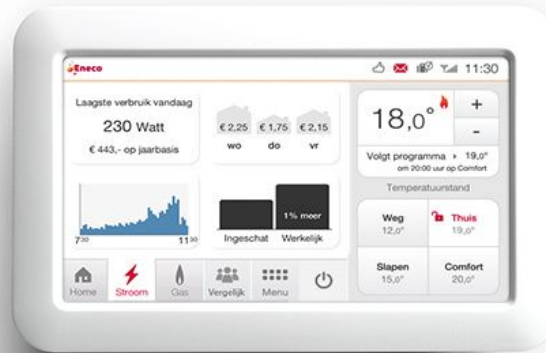 Eneco
11:30
Laagste verbruik vandaag
230 Watt
€ 443,- op jaarbasis
€ 2,25 € 1,75 € 2,15
wo do vr
18,0°
+
-
Volgt programma ▸ 19,0°
om 20:00 uur op Comfort
Temperatuurstand
Weg
12,0°
Thuis
19,0°
Slapen
15,0°
Comfort
20,0°
7:30 11:30
1% meer
Ingeschat Werkelijk
Home Stroom Gas Vergelijk Menu